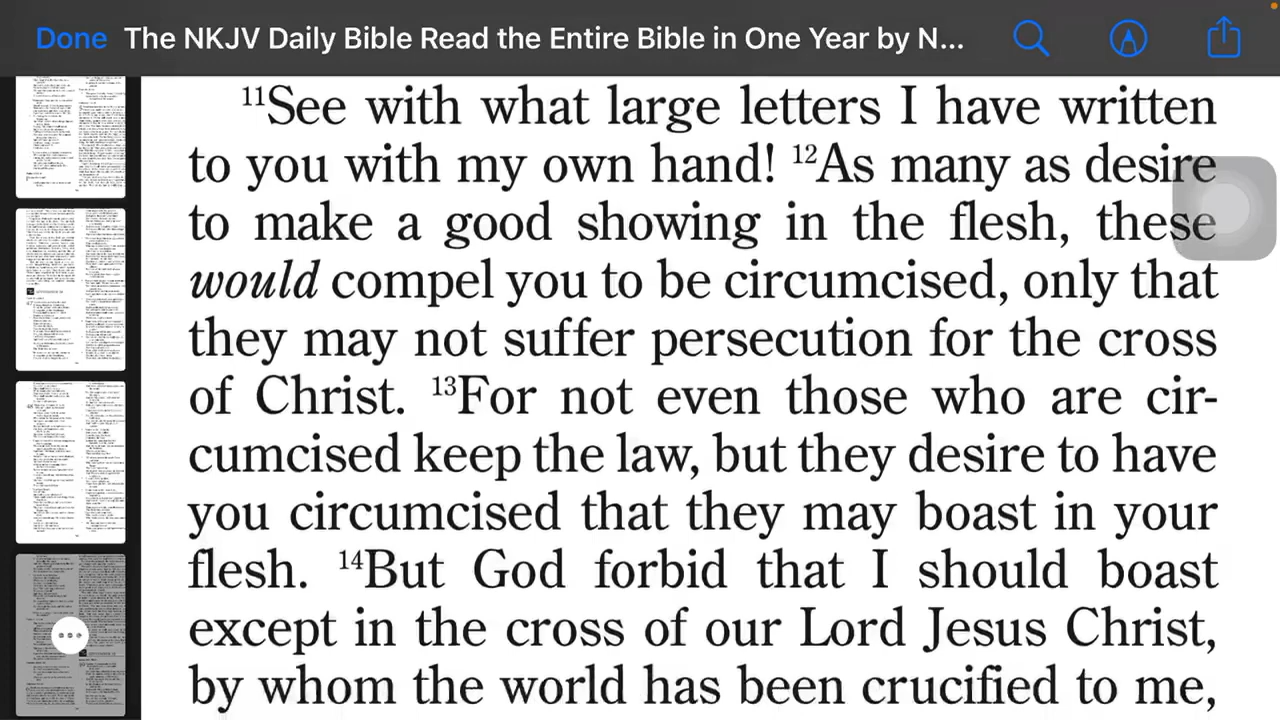 Done The NKJV Daily Bible Read the Entire Bible in One Year by N...
11See with what large letters I have written
to you with my own hand! 12As many as desire
to make a good showing in the flesh, these
would compel you to be circumcised, only that
they may not suffer persecution for the cross
of Christ. 13For not even those who are cir-
cumcised keep the law, but they desire to have
you circumcised that they may boast in your
flesh. 14But God forbid that I should boast
except in the cross of our Lord Jesus Christ,
by whom the world has been crucified to me,